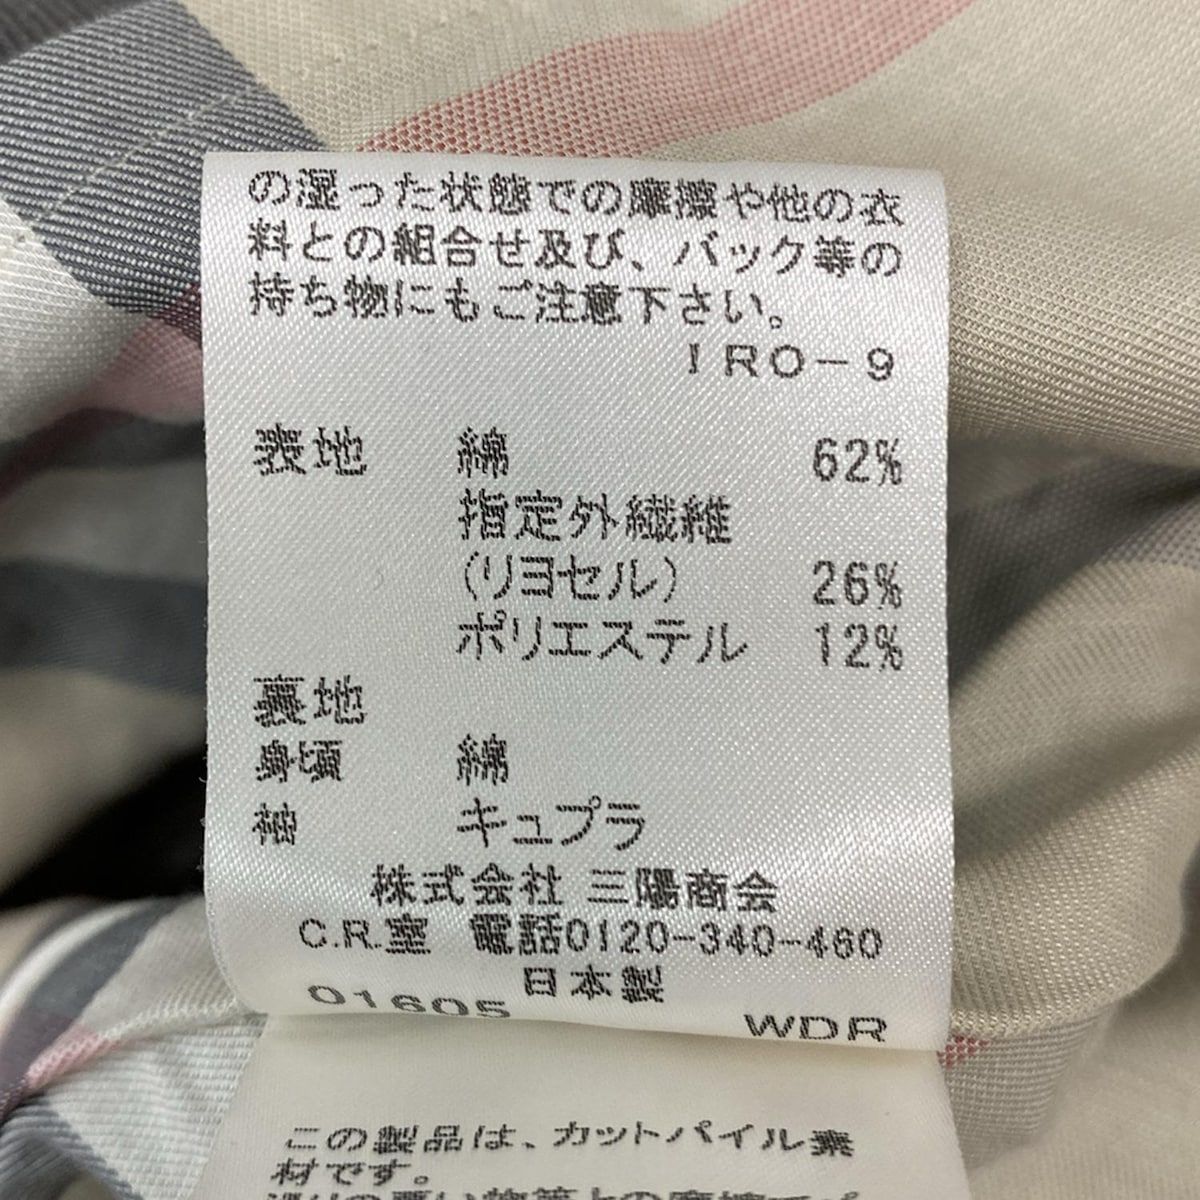 の湿った状態での摩擦や他の衣
料との組合せ及び、バック等の
持ち物にもご注意下さい。
IRO-9
表地 綿 62%
指定外繊維
(リヨセル) 26%
ポリエステル 12%
裏地
身頃 綿
袖 キュプラ
株式会社 三陽商会
C.R.室 電話0120-340-460
日本製
01605 WDR
この製品は、カットパイル素
材です。